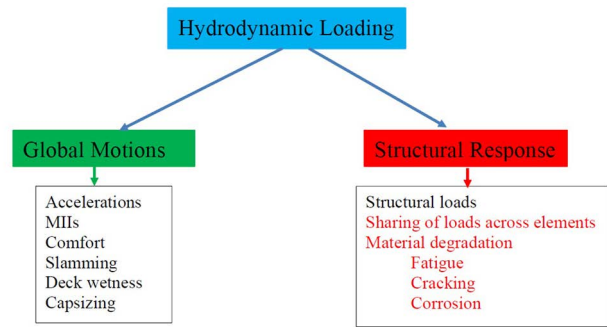 Hydrodynamic Loading
Global Motions
Structural Response
Accelerations
MIIs
Comfort
Slamming
Deck wetness
Capsizing
Structural loads
Sharing of loads across elements
Material degradation
Fatigue
Cracking
Corrosion